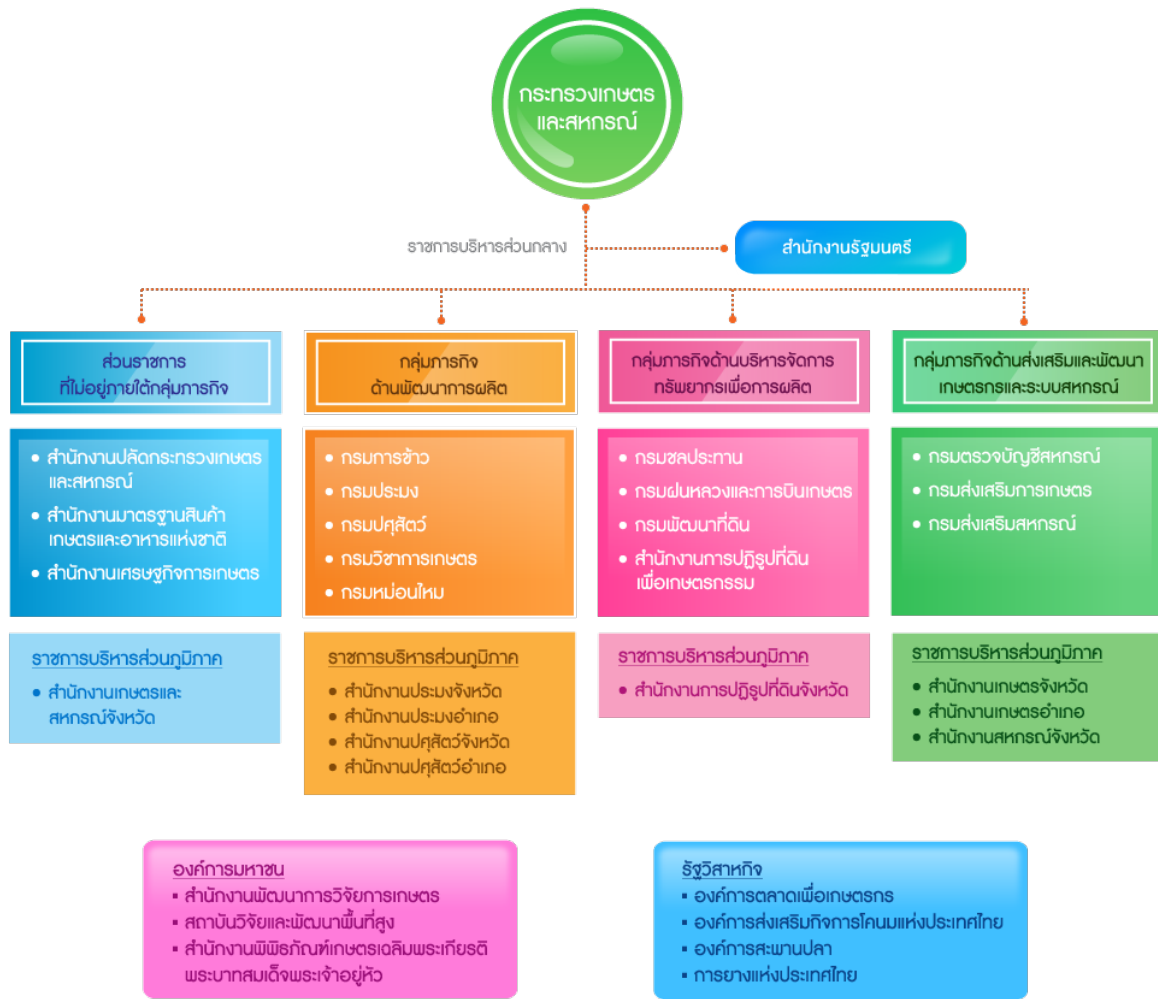 กระทรวงเกษตร
และสหกรณ์
ราชการบริหารส่วนกลาง
สำนักงานรัฐมนตรี
ส่วนราชการ
ที่ไม่อยู่ภายใต้กลุ่มภารกิจ
• สำนักงานปลัดกระทรวงเกษตร
และสหกรณ์
• สำนักงานมาตรฐานสินค้า
เกษตรและอาหารแห่งชาติ
• สำนักงานเศรษฐกิจการเกษตร
ราชการบริหารส่วนภูมิภาค
• สำนักงานเกษตรและ
สหกรณ์จังหวัด
กลุ่มภารกิจ
ด้านพัฒนาการผลิต
• กรมการข้าว
• กรมประมง
• กรมปศุสัตว์
• กรมวิชาการเกษตร
• กรมหม่อนไหม
ราชการบริหารส่วนภูมิภาค
• สำนักงานประมงจังหวัด
• สำนักงานประมงอำเภอ
• สำนักงานปศุสัตว์จังหวัด
• สำนักงานปศุสัตว์อำเภอ
กลุ่มภารกิจด้านบริหารจัดการ
ทรัพยากรเพื่อการผลิต
• กรมชลประทาน
• กรมฝนหลวงและการบินเกษตร
• กรมพัฒนาที่ดิน
• สำนักงานการปฏิรูปที่ดิน
เพื่อเกษตรกรรม
ราชการบริหารส่วนภูมิภาค
• สำนักงานการปฏิรูปที่ดินจังหวัด
กลุ่มภารกิจด้านส่งเสริมและพัฒนา
เกษตรกรและระบบสหกรณ์
• กรมตรวจบัญชีสหกรณ์
• กรมส่งเสริมการเกษตร
• กรมส่งเสริมสหกรณ์
ราชการบริหารส่วนภูมิภาค
• สำนักงานเกษตรจังหวัด
• สำนักงานเกษตรอำเภอ
• สำนักงานสหกรณ์จังหวัด
องค์การมหาชน
▪ สำนักงานพัฒนาการวิจัยการเกษตร
▪ สถาบันวิจัยและพัฒนาพื้นที่สูง
▪ สำนักงานพิพิธภัณฑ์เกษตรเฉลิมพระเกียรติ
พระบาทสมเด็จพระเจ้าอยู่หัว
รัฐวิสาหกิจ
▪ องค์การตลาดเพื่อเกษตรกร
▪ องค์การส่งเสริมกิจการโคนมแห่งประเทศไทย
▪ องค์การสะพานปลา
▪ การยางแห่งประเทศไทย